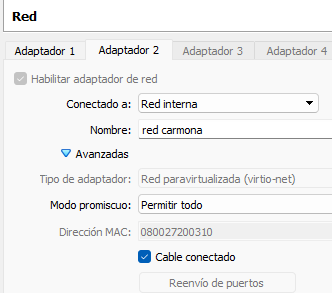 Red
Adaptador 1 Adaptador 2 Adaptador 3 Adaptador 4
Habilitar adaptador de red
Conectado a: Red interna
Nombre: red carmona
Avanzadas
Tipo de adaptador: Red paravirtualizada (virtio-net)
Modo promiscuo: Permitir todo
Dirección MAC: 080027200310
Cable conectado
Reenvío de puertos